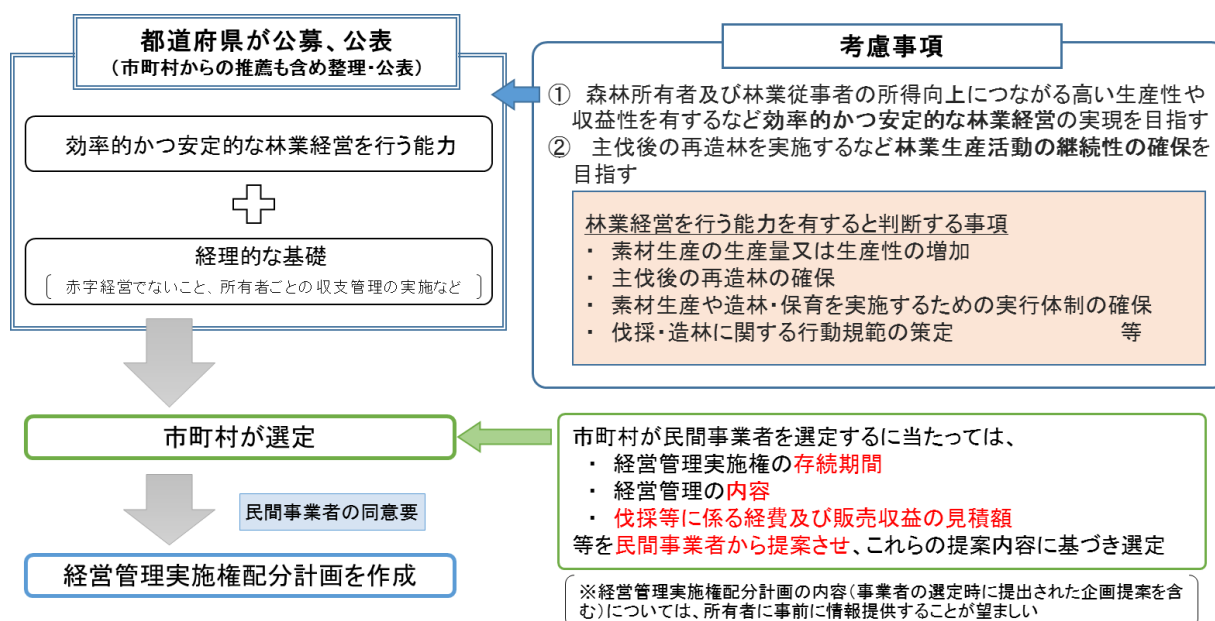 都道府県が公募、公表
（市町村からの推薦も含め整理・公表）
効率的かつ安定的な林業経営を行う能力
経理的な基礎
赤字経営でないこと、所有者ごとの収支管理の実施など
考慮事項
① 森林所有者及び林業従事者の所得向上につながる高い生産性や
収益性を有するなど効率的かつ安定的な林業経営の実現を目指す
② 主伐後の再造林を実施するなど林業生産活動の継続性の確保を
目指す
林業経営を行う能力を有すると判断する事項
・ 素材生産の生産量又は生産性の増加
・ 主伐後の再造林の確保
・ 素材生産や造林・保育を実施するための実行体制の確保
・ 伐採・造林に関する行動規範の策定 等
市町村が選定
市町村が民間事業者を選定するに当たっては、
・ 経営管理実施権の存続期間
・ 経営管理の内容
・ 伐採等に係る経費及び販売収益の見積額
等を民間事業者から提案させ、これらの提案内容に基づき選定
民間事業者の同意要
経営管理実施権配分計画を作成
※経営管理実施権配分計画の内容（事業者の選定時に提出された企画提案を含
む）については、所有者に事前に情報提供することが望ましい